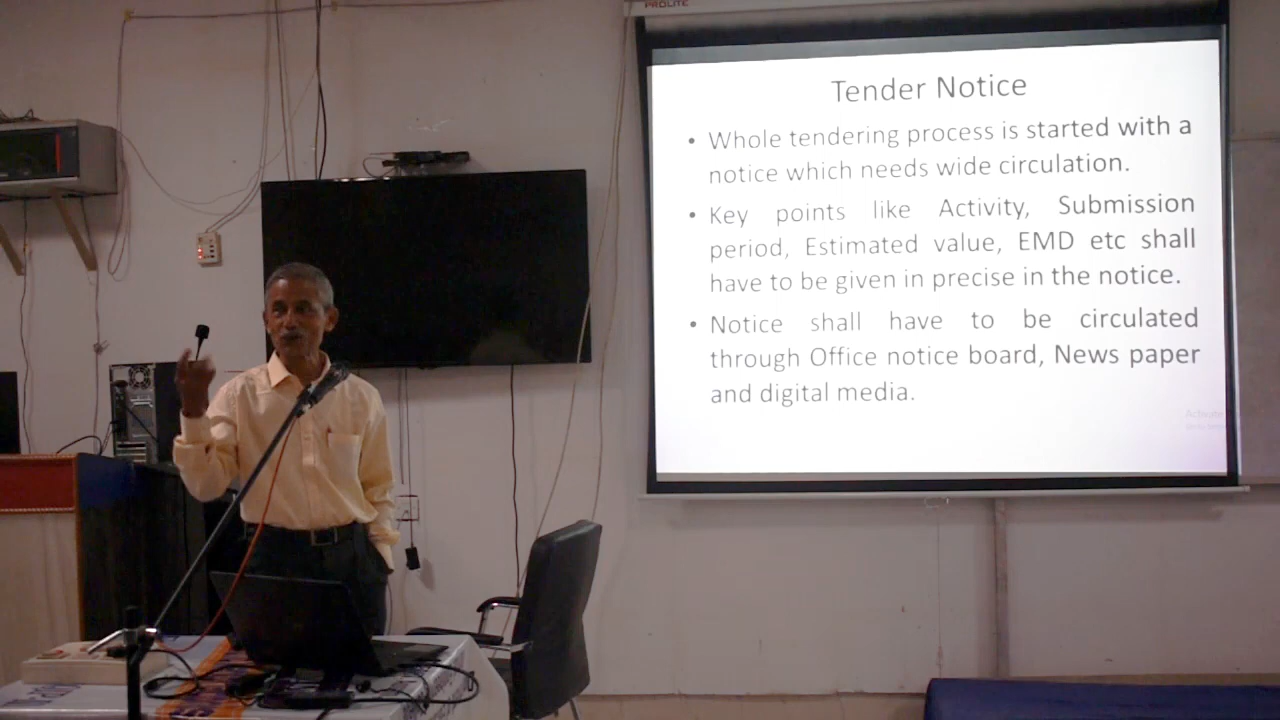 PROLITE
Tender Notice
• Whole tendering process is started with a
notice which needs wide circulation.
• Key points like Activity, Submission
period, Estimated value, EMD etc shall
have to be given in precise in the notice.
• Notice shall have to be circulated
through Office notice board, News paper
and digital media.
Activate